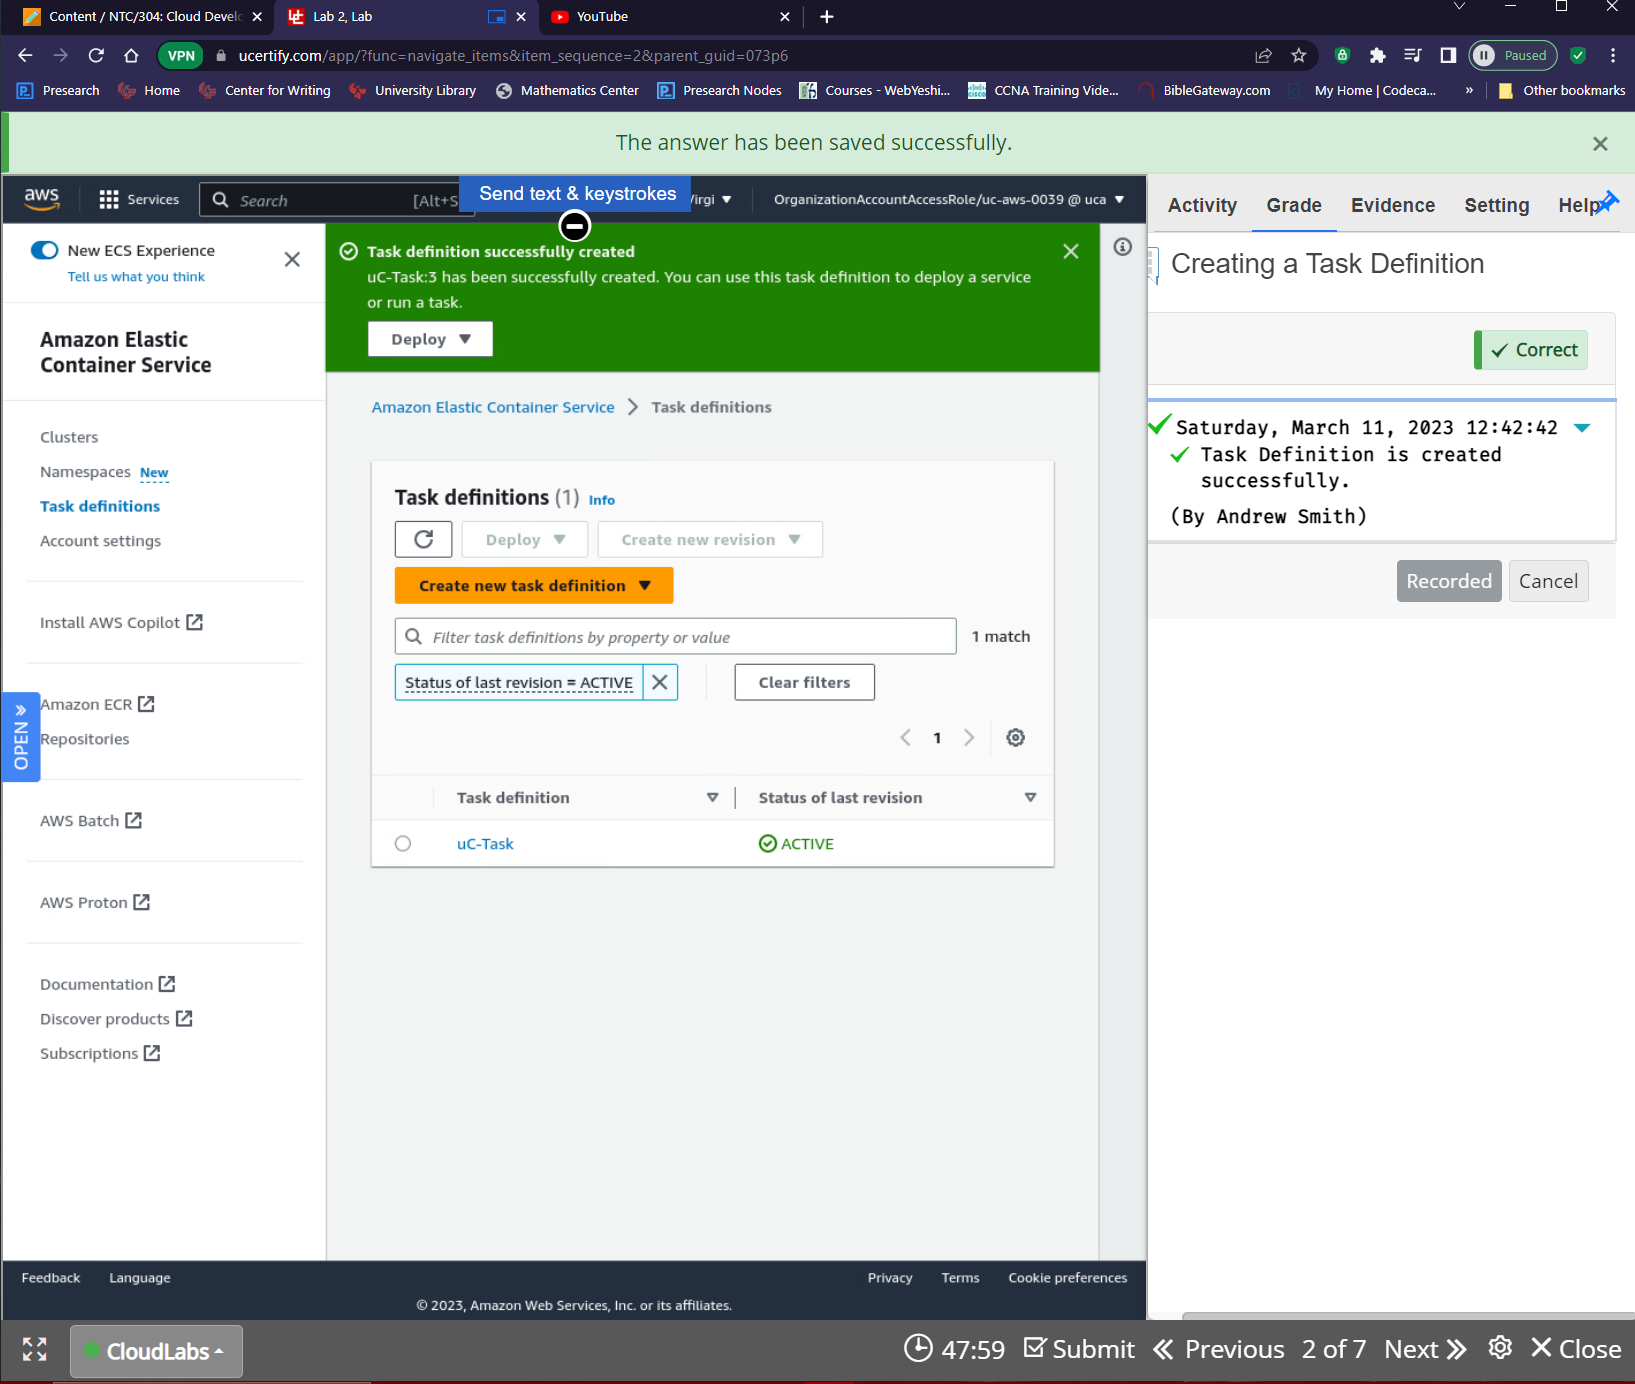 Content / NTC/304: Cloud Develo
Lab 2, Lab
YouTube
VPN
ucertify.com/app/?func=navigate_items&item_sequence=2&parent_guid=073p6
Paused
Presearch
Home
Center for Writing
University Library
Mathematics Center
Presearch Nodes
Courses - WebYeshi...
CCNA Training Vide...
BibleGateway.com
My Home | Codeca...
»
Other bookmarks
The answer has been saved successfully.
aws
Services
Search
[Alt+S
Send text & keystrokes
OrganizationAccountAccessRole/uc-aws-0039 @ uca
Activity
Grade
Evidence
Setting
Help
New ECS Experience
Tell us what you think
Amazon Elastic
Container Service
Clusters
Namespaces New
Task definitions
Account settings
Install AWS Copilot
Amazon ECR
Repositories
AWS Batch
AWS Proton
Documentation
Discover products
Subscriptions
OPEN »
Task definition successfully created
uC-Task:3 has been successfully created. You can use this task definition to deploy a service
or run a task.
Deploy
Amazon Elastic Container Service > Task definitions
Task definitions (1) Info
Deploy
Create new revision
Create new task definition
Filter task definitions by property or value
1 match
Status of last revision = ACTIVE
Clear filters
1
Task definition
Status of last revision
uC-Task
ACTIVE
Creating a Task Definition
Correct
Saturday, March 11, 2023 12:42:42
Task Definition is created
successfully.
(By Andrew Smith)
Recorded
Cancel
Feedback
Language
Privacy
Terms
Cookie preferences
© 2023, Amazon Web Services, Inc. or its affiliates.
CloudLabs
47:59
Submit
Previous
2 of 7
Next
Close